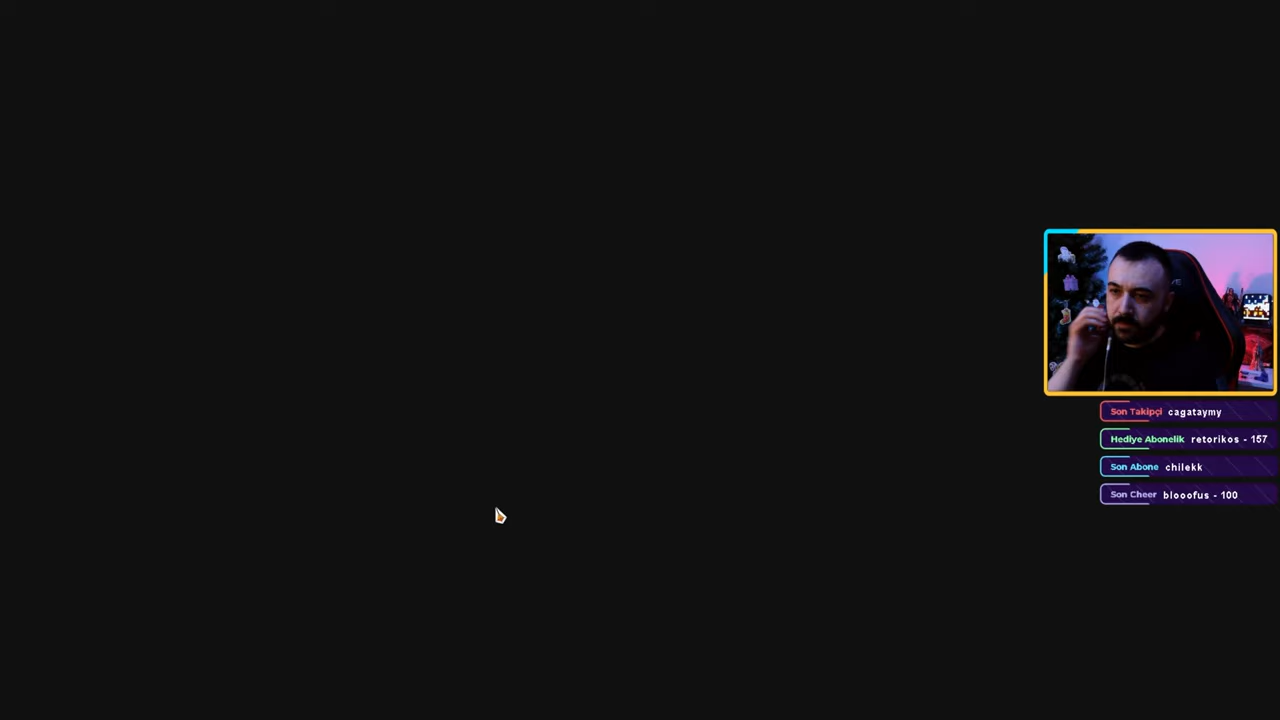 Son Takipçi cagataymy
Hediye Abonelik retorikos - 157
Son Abone chilekk
Son Cheer blooofus - 100